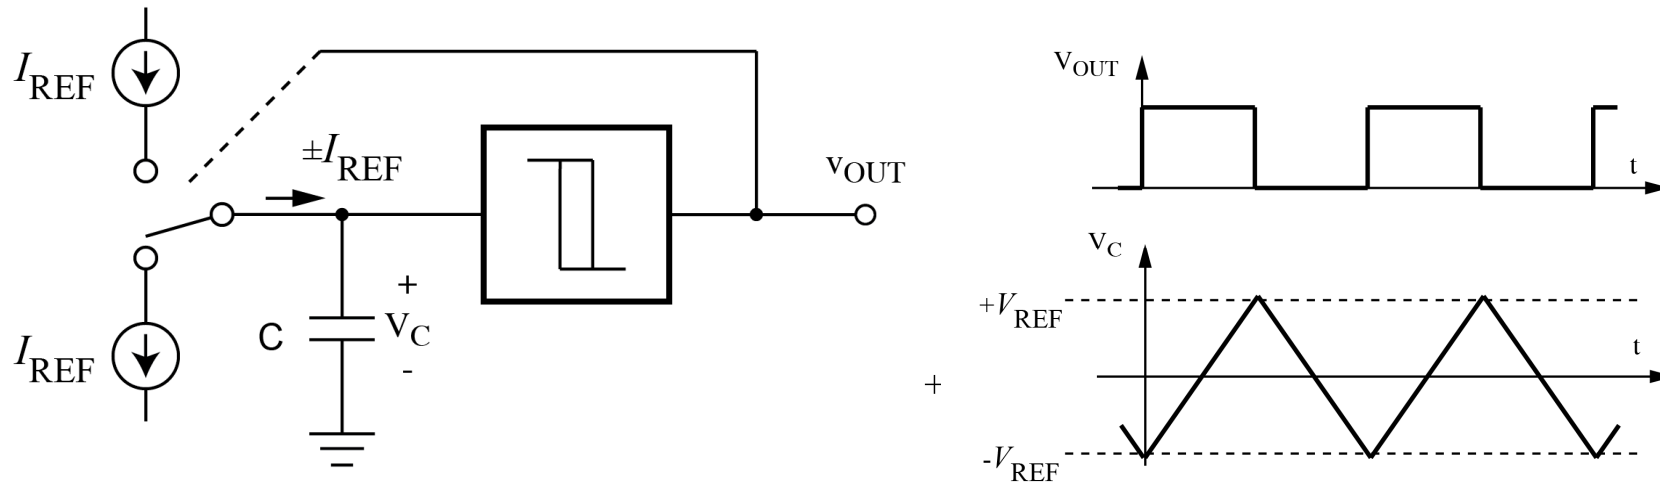 I_REF
±I_REF
v_OUT
I_REF
C
+
V_C
-
v_OUT
t
v_C
+V_REF
t
+
-V_REF